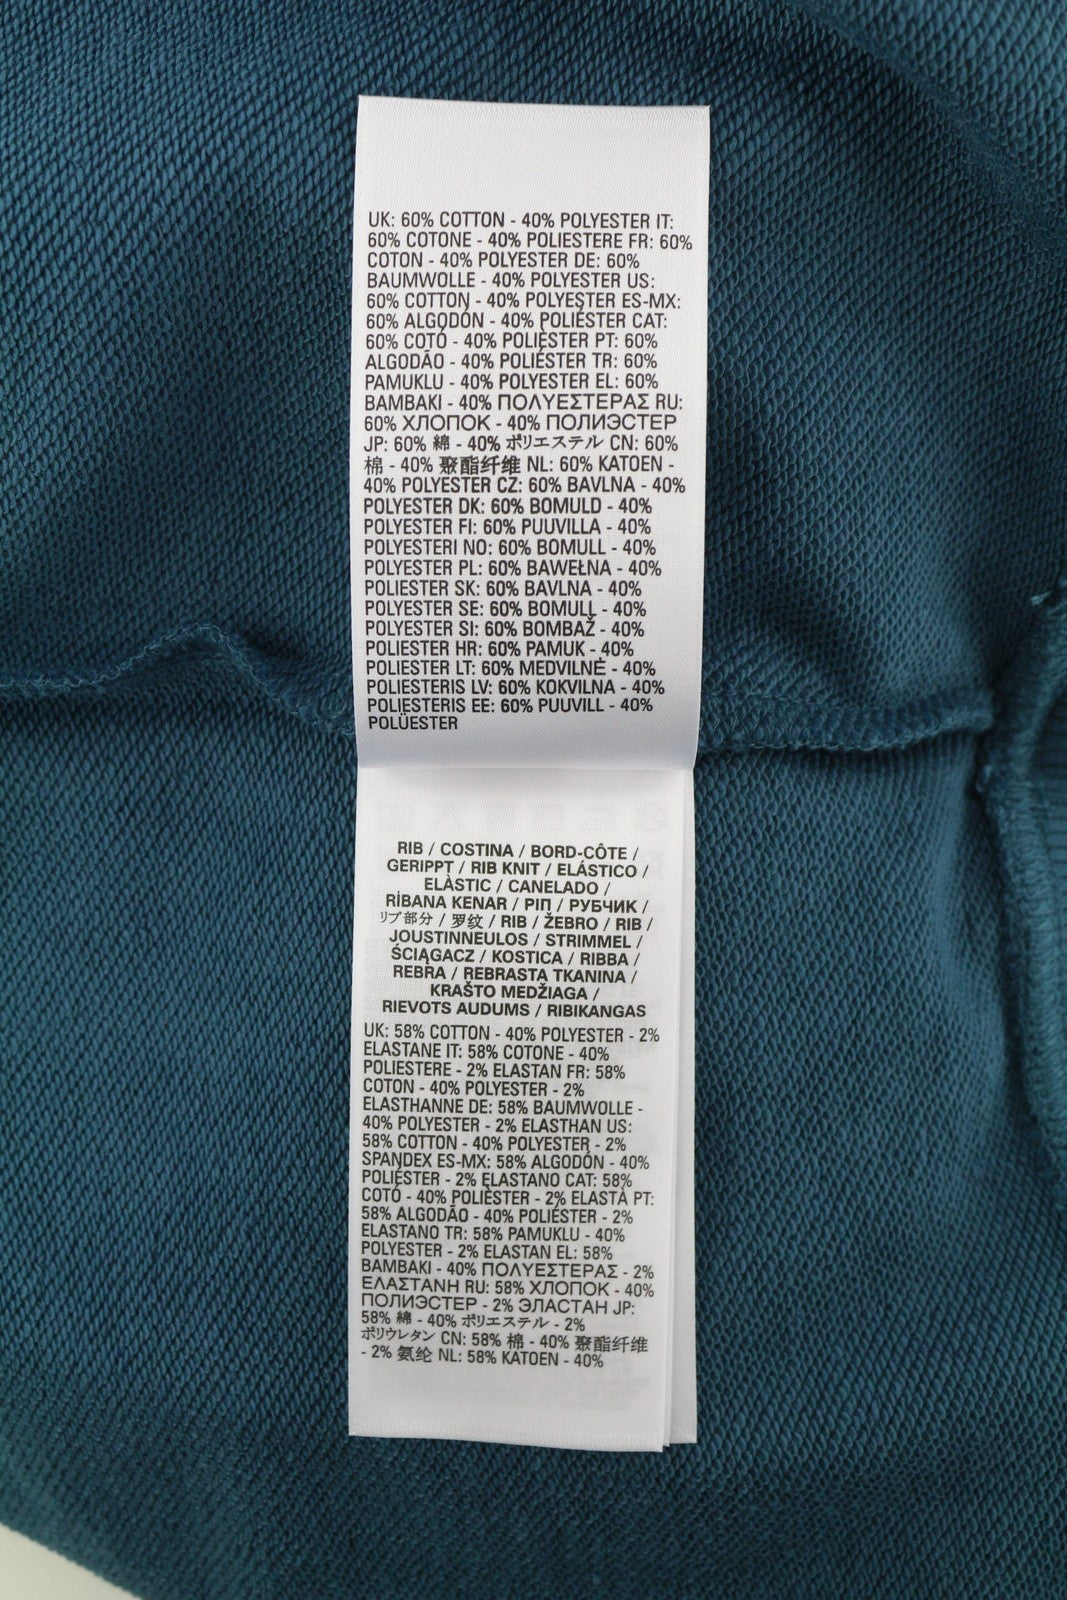 UK: 60% COTTON - 40% POLYESTER IT:
60% COTONE - 40% POLIESTERE FR: 60%
COTON - 40% POLYESTER DE: 60%
BAUMWOLLE - 40% POLYESTER US:
60% COTTON - 40% POLYESTER ES-MX:
60% ALGODÓN - 40% POLIÉSTER CAT:
60% COTÓ - 40% POLIÈSTER PT: 60%
ALGODÃO - 40% POLIÉSTER TR: 60%
PAMUKLU - 40% POLYESTER EL: 60%
ΒΑΜΒΑΚΙ - 40% ΠΟΛΥΕΣΤΕΡΑΣ RU:
60% ХЛОПОК - 40% ПОЛИЭСТЕР
JP: 60% 綿 - 40% ポリエステル CN: 60%
棉 - 40% 聚酯纤维 NL: 60% KATOEN -
40% POLYESTER CZ: 60% BAVLNA - 40%
POLYESTER DK: 60% BOMULD - 40%
POLYESTER FI: 60% PUUVILLA - 40%
POLYESTERI NO: 60% BOMULL - 40%
POLYESTER PL: 60% BAWEŁNA - 40%
POLIESTER SK: 60% BAVLNA - 40%
POLYESTER SE: 60% BOMULL - 40%
POLYESTER SI: 60% BOMBAŽ - 40%
POLIESTER HR: 60% PAMUK - 40%
POLIESTER LT: 60% MEDVILNĖ - 40%
POLIESTERIS LV: 60% KOKVILNA - 40%
POLIESTERIS EE: 60% PUUVILL - 40%
POLÜESTER
RIB / COSTINA / BORD-CÔTE /
GERIPPT / RIB KNIT / ELÁSTICO /
ELÀSTIC / CANELADO /
RİBANA KENAR / ΡΙΠ / РУБЧИК /
リブ部分 / 罗纹 / RIB / ŽEBRO / RIB /
JOUSTINNEULOS / STRIMMEL /
ŚCIĄGACZ / KOSTICA / RIBBA /
REBRA / REBRASTA TKANINA /
KRAŠTO MEDŽIAGA /
RIEVOTS AUDUMS / RIBIKANGAS
UK: 58% COTTON - 40% POLYESTER - 2%
ELASTANE IT: 58% COTONE - 40%
POLIESTERE - 2% ELASTAN FR: 58%
COTON - 40% POLYESTER - 2%
ELASTHANNE DE: 58% BAUMWOLLE -
40% POLYESTER - 2% ELASTHAN US:
58% COTTON - 40% POLYESTER - 2%
SPANDEX ES-MX: 58% ALGODÓN - 40%
POLIÉSTER - 2% ELASTANO CAT: 58%
COTÓ - 40% POLIÈSTER - 2% ELASTÀ PT:
58% ALGODÃO - 40% POLIÉSTER - 2%
ELASTANO TR: 58% PAMUKLU - 40%
POLYESTER - 2% ELASTAN EL: 58%
ΒΑΜΒΑΚΙ - 40% ΠΟΛΥΕΣΤΕΡΑΣ - 2%
ΕΛΑΣΤΑΝΗ RU: 58% ХЛОПОК - 40%
ПОЛИЭСТЕР - 2% ЭЛАСТАН JP:
58% 綿 - 40% ポリエステル - 2%
ポリウレタン CN: 58% 棉 - 40% 聚酯纤维
- 2% 氨纶 NL: 58% KATOEN - 40%